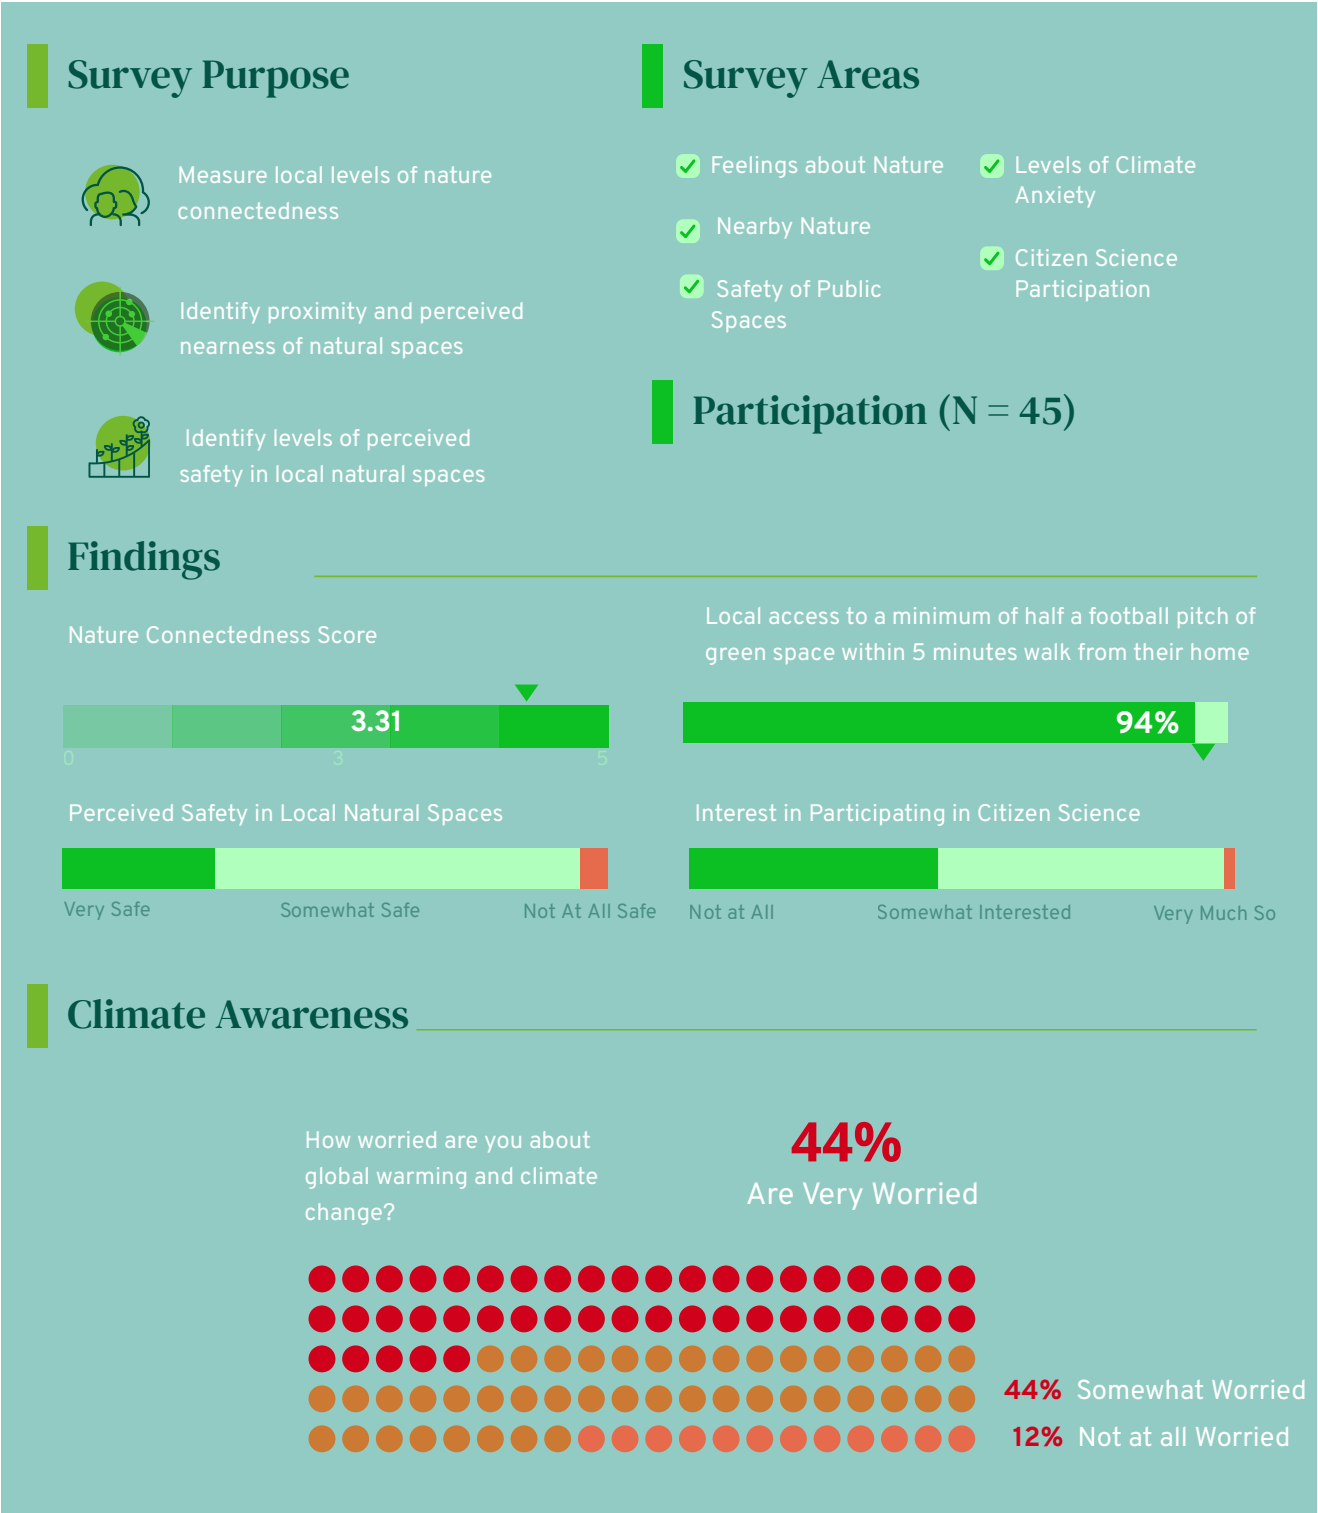 Survey Purpose
Measure local levels of nature
connectedness
Identify proximity and perceived
nearness of natural spaces
Identify levels of perceived
safety in local natural spaces
Survey Areas
Feelings about Nature
Nearby Nature
Safety of Public
Spaces
Levels of Climate
Anxiety
Citizen Science
Participation
Participation (N = 45)
Findings
Nature Connectedness Score
3.31
0 3 5
Local access to a minimum of half a football pitch of
green space within 5 minutes walk from their home
94%
Perceived Safety in Local Natural Spaces
Very Safe Somewhat Safe Not At All Safe
Interest in Participating in Citizen Science
Not at All Somewhat Interested Very Much So
Climate Awareness
How worried are you about
global warming and climate
change?
44%
Are Very Worried
44% Somewhat Worried
12% Not at all Worried